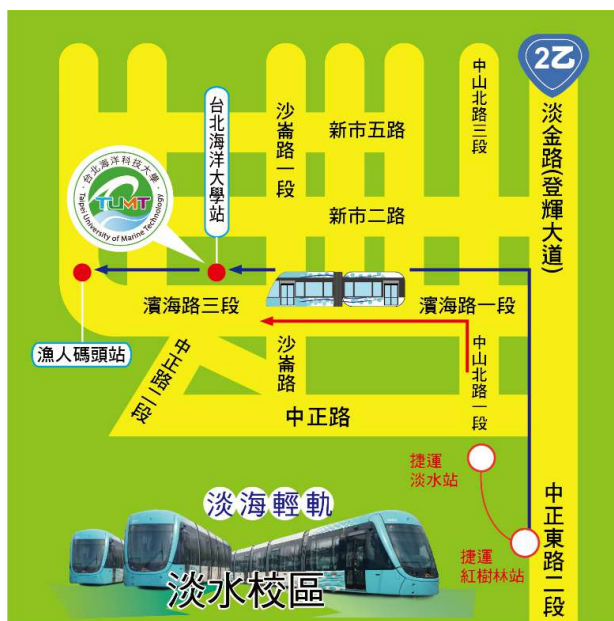 2乙
中山北路三段
台北海洋大學站
沙崙路一段
新市五路
淡金路(登輝大道)
台北海洋科技大學
TUMT
Taipei University of Marine Technology
新市二路
濱海路三段
濱海路一段
漁人碼頭站
中正路二段
沙崙路
中山北路一段
中正路
捷運
淡水站
淡海輕軌
中正東路二段
捷運
紅樹林站
淡水校區